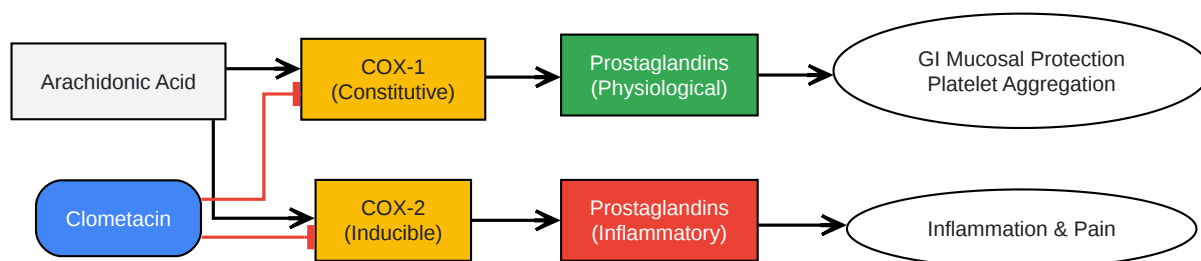 Arachidonic Acid
COX-1
(Constitutive)
Prostaglandins
(Physiological)
GI Mucosal Protection
Platelet Aggregation
Clometacin
COX-2
(Inducible)
Prostaglandins
(Inflammatory)
Inflammation & Pain